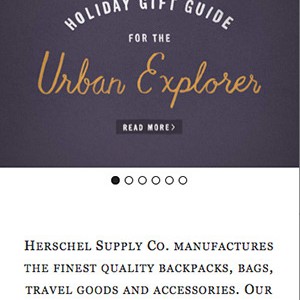 HOLIDAY GIFT GUIDE
FOR THE
Urban Explorer
READ MORE >
HERSCHEL SUPPLY CO. MANUFACTURES
THE FINEST QUALITY BACKPACKS, BAGS,
TRAVEL GOODS AND ACCESSORIES. OUR